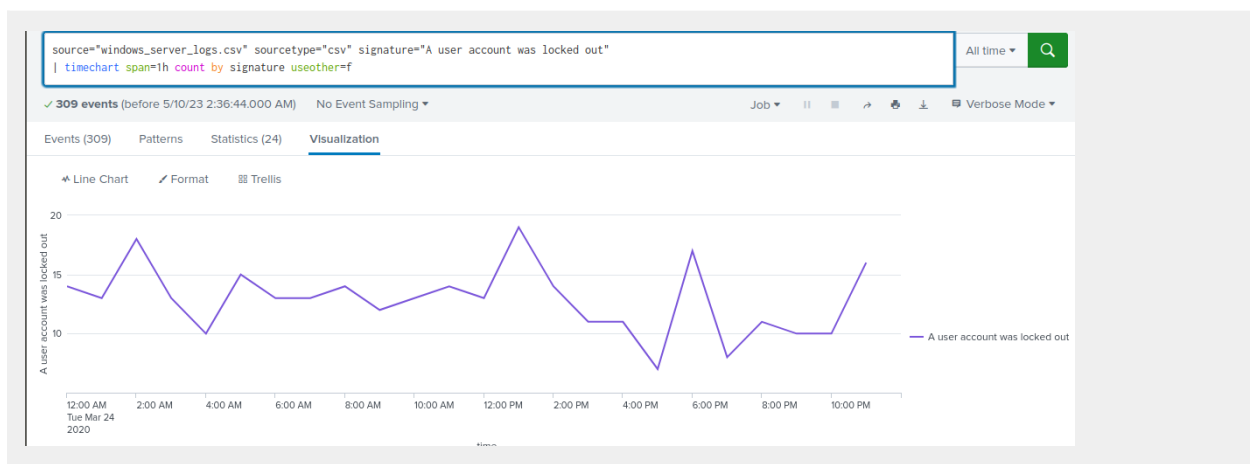 source="windows_server_logs.csv" sourcetype="csv" signature="A user account was locked out"
| timechart span=1h count by signature useother=f
All time
309 events (before 5/10/23 2:36:44.000 AM) No Event Sampling
Job
Verbose Mode
Events (309) Patterns Statistics (24) Visualization
Line Chart Format Trellis
20
15
10
A user account was locked out
A user account was locked out
12:00 AM 2:00 AM 4:00 AM 6:00 AM 8:00 AM 10:00 AM 12:00 PM 2:00 PM 4:00 PM 6:00 PM 8:00 PM 10:00 PM
Tue Mar 24
2020